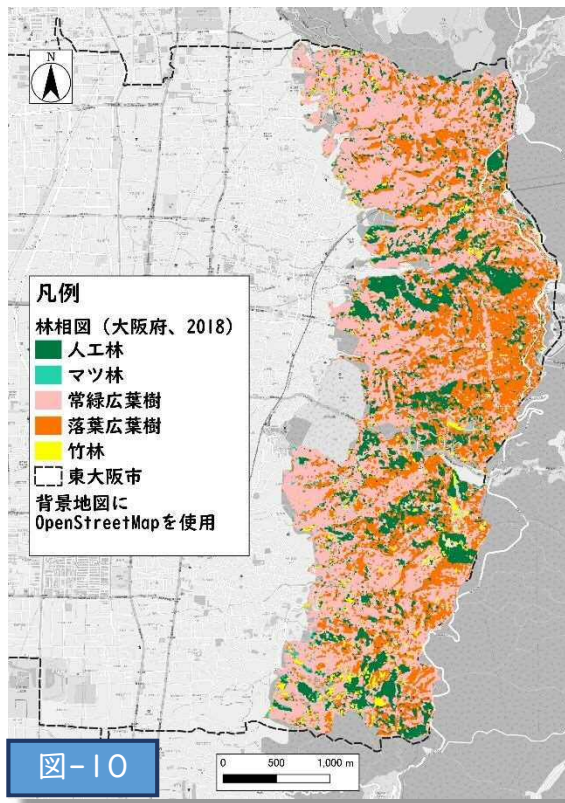 N
凡例
林相図（大阪府、2018）
人工林
マツ林
常緑広葉樹
落葉広葉樹
竹林
東大阪市
背景地図に
OpenStreetMapを使用
図-10
0 500 1,000 m